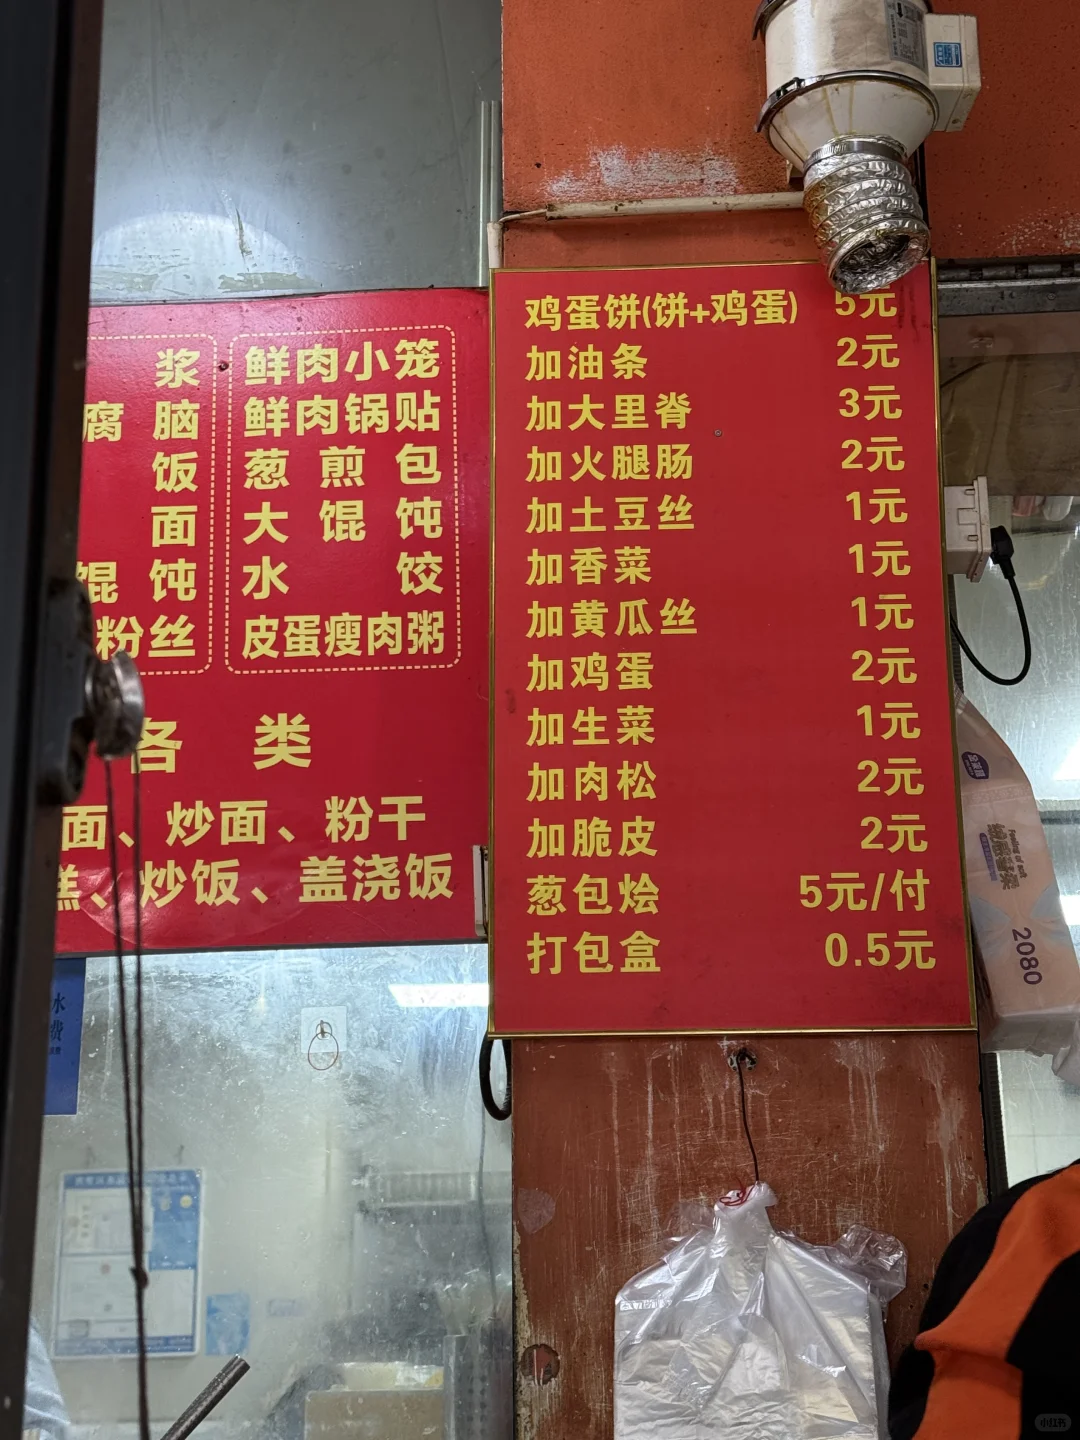 浆
腐脑
饭
面
馄饨
粉丝
鲜肉小笼
鲜肉锅贴
葱煎包
大馄饨
水饺
皮蛋瘦肉粥
各类
面、炒面、粉干
糕、炒饭、盖浇饭
鸡蛋饼(饼+鸡蛋) 5元
加油条 2元
加大里脊 3元
加火腿肠 2元
加土豆丝 1元
加香菜 1元
加黄瓜丝 1元
加鸡蛋 2元
加生菜 1元
加肉松 2元
加脆皮 2元
葱包烩 5元/付
打包盒 0.5元
2080
水
费
小红书